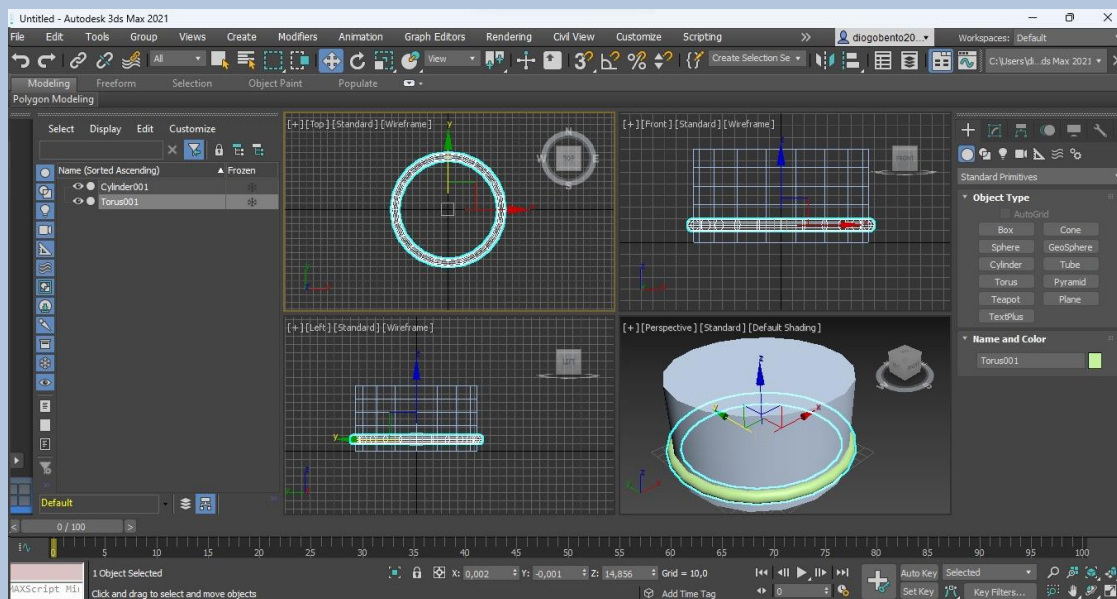 Untitled - Autodesk 3ds Max 2021
File Edit Tools Group Views Create Modifiers Animation Graph Editors Rendering Civil View Customize Scripting diogobento20... Workspaces: Default
All View Create Selection Se C:\Users\di...ds Max 2021
Modeling Freeform Selection Object Paint Populate
Polygon Modeling
Select Display Edit Customize
Name (Sorted Ascending) Frozen
Cylinder001
Torus001
Default
[+] [Top] [Standard] [Wireframe]
y
N
W TOP E
S
[+] [Front] [Standard] [Wireframe]
z
FRONT
[+] [Left] [Standard] [Wireframe]
LEFT
y
[+] [Perspective] [Standard] [Default Shading]
z
y x
Standard Primitives
Object Type
AutoGrid
Box Cone
Sphere GeoSphere
Cylinder Tube
Torus Pyramid
Teapot Plane
TextPlus
Name and Color
Torus001
0 / 100
0 5 10 15 20 25 30 35 40 45 50 55 60 65 70 75 80 85 90 95 100
1 Object Selected X: 0,002 Y: -0,001 Z: 14,856 Grid = 10,0 Auto Key Selected
MAXScript Mi Click and drag to select and move objects Add Time Tag 0 Set Key Key Filters...